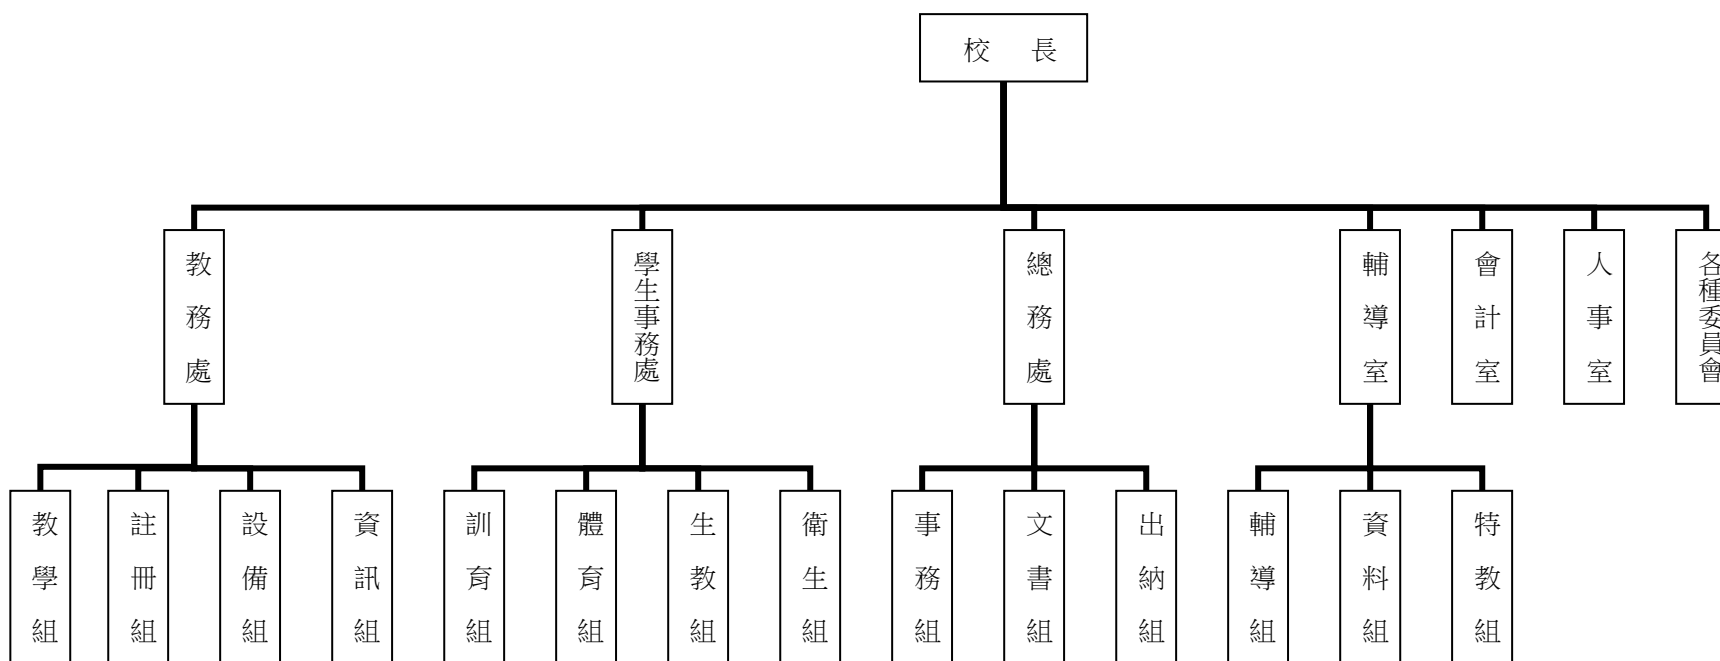 校長
教務處
學生事務處
總務處
輔導室
會計室
人事室
各種委員會
教學組
註冊組
設備組
資訊組
訓育組
體育組
生教組
衛生組
事務組
文書組
出納組
輔導組
資料組
特教組